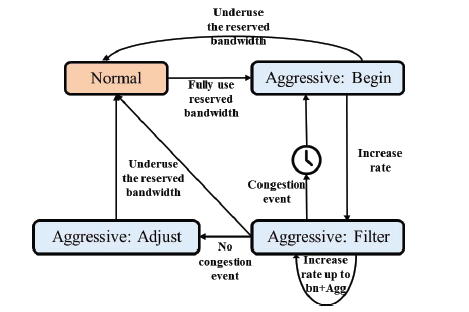 Underuse
the reserved
bandwidth
Normal
Fully use
reserved
bandwidth
Aggressive: Begin
Increase
rate
Underuse
the reserved
bandwidth
Congestion
event
Aggressive: Adjust
No
congestion
event
Aggressive: Filter
Increase
rate up to
bn+Agg